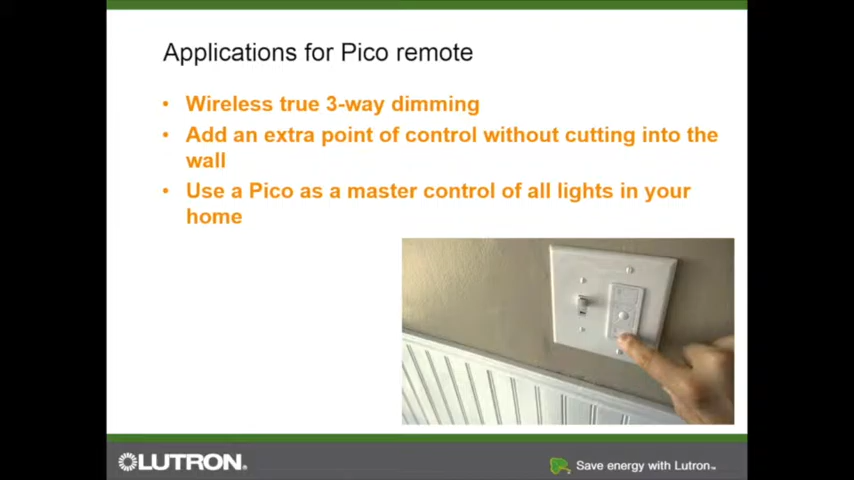 Applications for Pico remote
• Wireless true 3-way dimming
• Add an extra point of control without cutting into the
wall
• Use a Pico as a master control of all lights in your
home
LUTRON®
Save energy with Lutron™